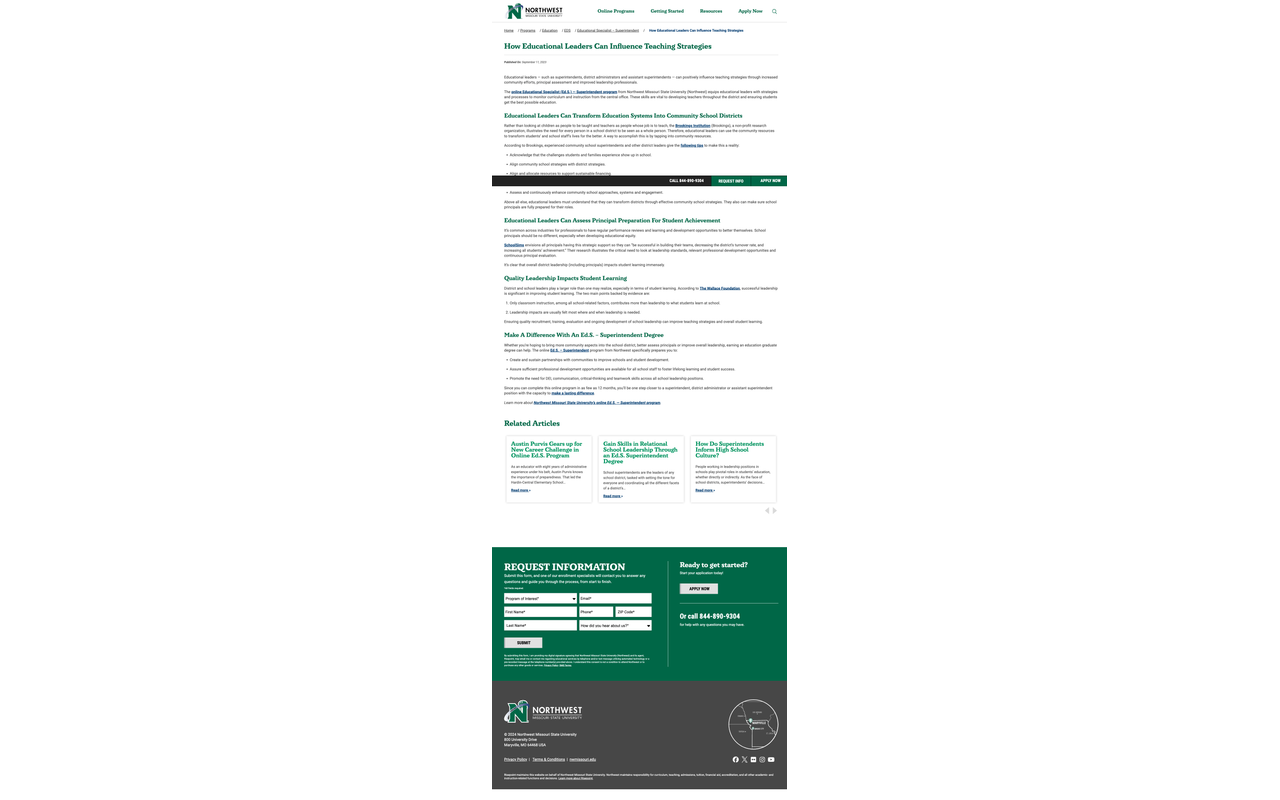 NORTHWEST
MISSOURI STATE UNIVERSITY
Online Programs Getting Started Resources Apply Now
Home / Programs / Education / EDS / Educational Specialist – Superintendent / How Educational Leaders Can Influence Teaching Strategies
How Educational Leaders Can Influence Teaching Strategies
Published On: September 11, 2023
Educational leaders — such as superintendents, district administrators and assistant superintendents — can positively influence teaching strategies through increased
community efforts, principal assessment and improved leadership professionals.
The online Educational Specialist (Ed.S.) – Superintendent program from Northwest Missouri State University (Northwest) equips educational leaders with strategies
and processes to monitor curriculum and instruction from the central office. These skills are vital to developing teachers throughout the district and ensuring students
get the best possible education.
Educational Leaders Can Transform Education Systems Into Community School Districts
Rather than looking at children as people to be taught and teachers as people whose job is to teach, the Brookings Institution (Brookings), a non-profit research
organization, illustrates the need for every person in a school district to be seen as a whole person. Therefore, educational leaders can use the community resources
to transform students' and school staff's lives for the better. A way to accomplish this is by tapping into community resources.
According to Brookings, experienced community school superintendents and other district leaders give the following tips to make this a reality:
• Acknowledge that the challenges students and families experience show up in school.
• Align community school strategies with district strategies.
• Align and allocate resources to support sustainable financing.
CALL 844-890-9304 REQUEST INFO APPLY NOW
• Assess and continuously enhance community school approaches, systems and engagement.
Above all else, educational leaders must understand that they can transform districts through effective community school strategies. They also can make sure school
principals are fully prepared for their roles.
Educational Leaders Can Assess Principal Preparation For Student Achievement
It's common across industries for professionals to have regular performance reviews and learning and development opportunities to better themselves. School
principals should be no different, especially when developing educational equity.
SchoolSims envisions all principals having this strategic support so they can "be successful in building their teams, decreasing the district's turnover rate, and
increasing all students' achievement." Their research illustrates the critical need to look at leadership standards, relevant professional development opportunities and
continuous principal evaluation.
It's clear that overall district leadership (including principals) impacts student learning immensely.
Quality Leadership Impacts Student Learning
District and school leaders play a larger role than one may realize, especially in terms of student learning. According to The Wallace Foundation, successful leadership
is significant in improving student learning. The two main points backed by evidence are:
1. Only classroom instruction, among all school-related factors, contributes more than leadership to what students learn at school.
2. Leadership impacts are usually felt most where and when leadership is needed.
Ensuring quality recruitment, training, evaluation and ongoing development of school leadership can improve teaching strategies and overall student learning.
Make A Difference With An Ed.S. – Superintendent Degree
Whether you're hoping to bring more community aspects into the school district, better assess principals or improve overall leadership, earning an education graduate
degree can help. The online Ed.S. – Superintendent program from Northwest specifically prepares you to:
• Create and sustain partnerships with communities to improve schools and student development.
• Assure sufficient professional development opportunities are available for all school staff to foster lifelong learning and student success.
• Promote the need for DEI, communication, critical-thinking and teamwork skills across all school leadership positions.
Since you can complete this online program in as few as 12 months, you'll be one step closer to a superintendent, district administrator or assistant superintendent
position with the capacity to make a lasting difference.
Learn more about Northwest Missouri State University's online Ed.S. – Superintendent program.
Related Articles
Austin Purvis Gears up for
New Career Challenge in
Online Ed.S. Program
As an educator with eight years of administrative
experience under his belt, Austin Purvis knows
the importance of preparedness. That led the
Hardin-Central Elementary School...
Read more »
Gain Skills in Relational
School Leadership Through
an Ed.S. Superintendent
Degree
School superintendents are the leaders of any
school district, tasked with setting the tone for
everyone and coordinating all the different facets
of a district's...
Read more »
How Do Superintendents
Inform High School
Culture?
People working in leadership positions in
schools play pivotal roles in students' education,
whether directly or indirectly. As the face of
school districts, superintendents' decisions...
Read more »
REQUEST INFORMATION
Submit this form, and one of our enrollment specialists will contact you to answer any
questions and guide you through the process, from start to finish.
Program of Interest* Email*
First Name* Phone* ZIP Code*
Last Name* How did you hear about us?*
SUBMIT
Ready to get started?
Start your application today!
APPLY NOW
Or call 844-890-9304
for help with any questions you may have.
NORTHWEST
MISSOURI STATE UNIVERSITY
© 2024 Northwest Missouri State University
800 University Drive
Maryville, MO 64468 USA
Privacy Policy | Terms & Conditions | nwmissouri.edu
Risepoint maintains this website on behalf of Northwest Missouri State University. Northwest maintains responsibility for curriculum, teaching, admissions, tuition, financial aid, accreditation, and all other academic- and
instruction-related functions and decisions. Learn more about Risepoint.